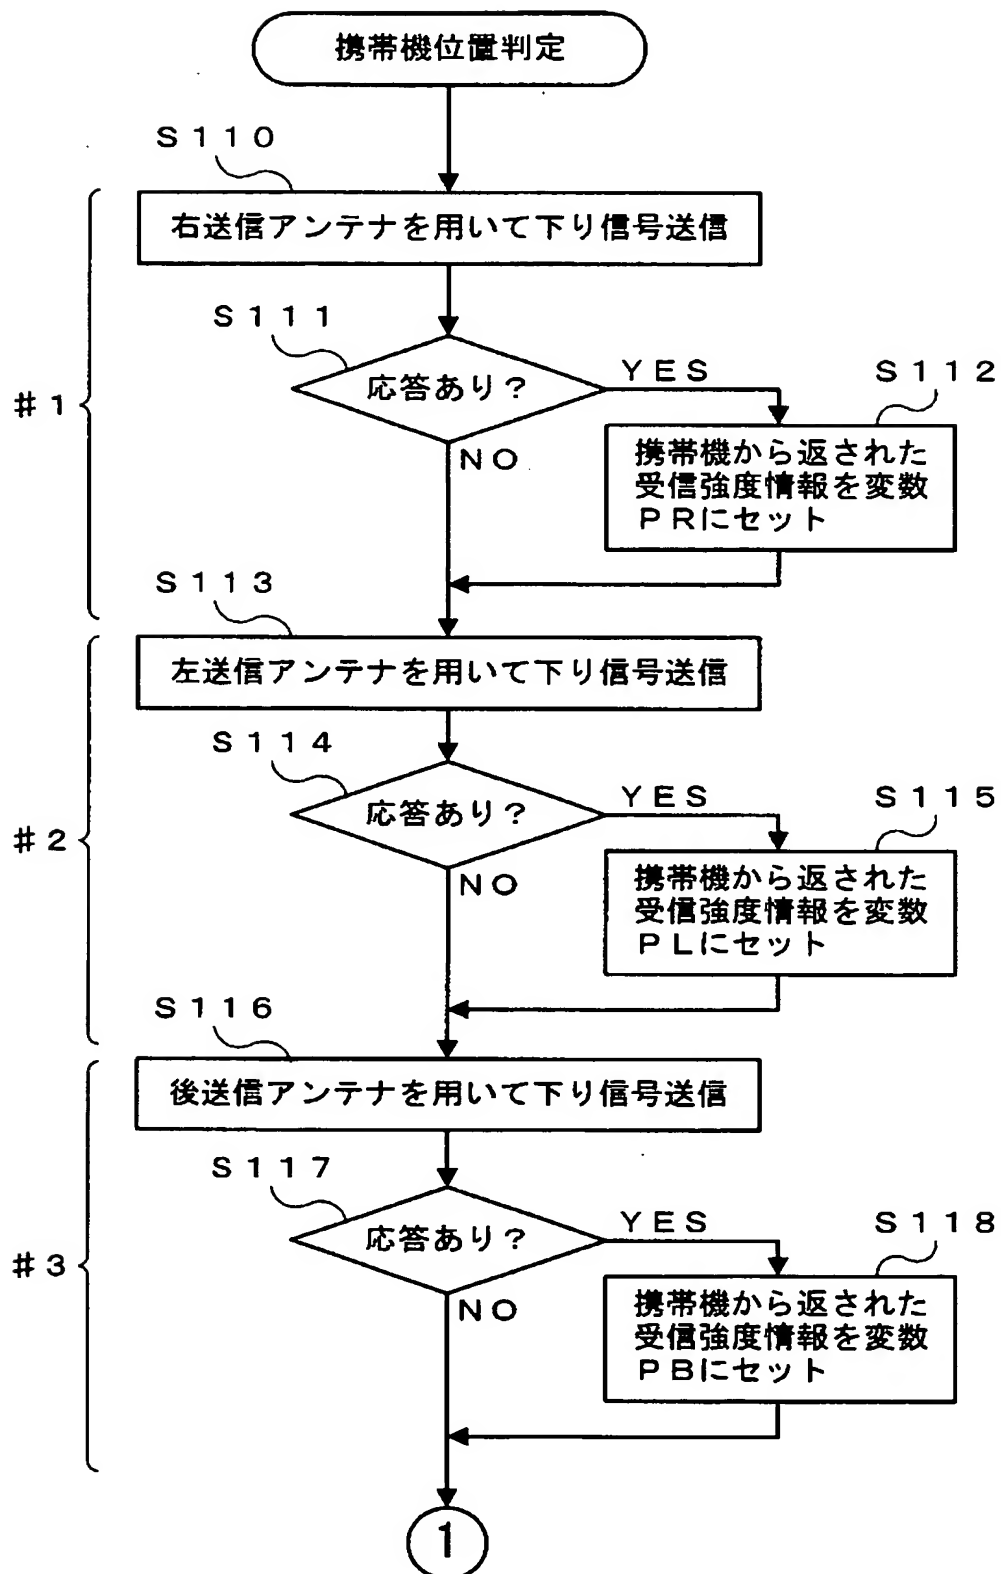 携帯機位置判定
S110
右送信アンテナを用いて下り信号送信
S111
応答あり?
YES
S112
#1
NO
携帯機から返された
受信強度情報を変数
PRにセット
S113
左送信アンテナを用いて下り信号送信
S114
応答あり?
YES
S115
#2
NO
携帯機から返された
受信強度情報を変数
PLにセット
S116
後送信アンテナを用いて下り信号送信
S117
応答あり?
YES
S118
#3
NO
携帯機から返された
受信強度情報を変数
PBにセット
1